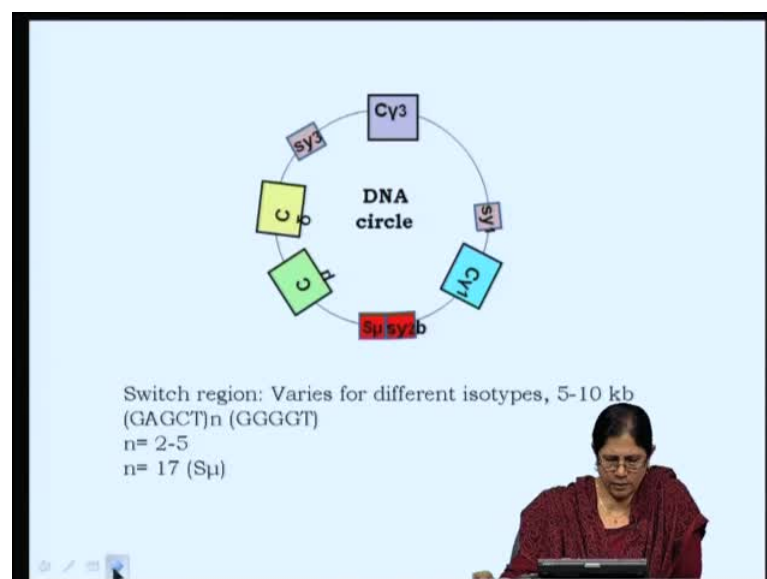 Cγ3
sγ3
DNA
circle
C
sγ
C
Cγ1
Sμ sγ2b
Switch region: Varies for different isotypes, 5-10 kb
(GAGCT)n (GGGGT)
n= 2-5
n= 17 (Sμ)